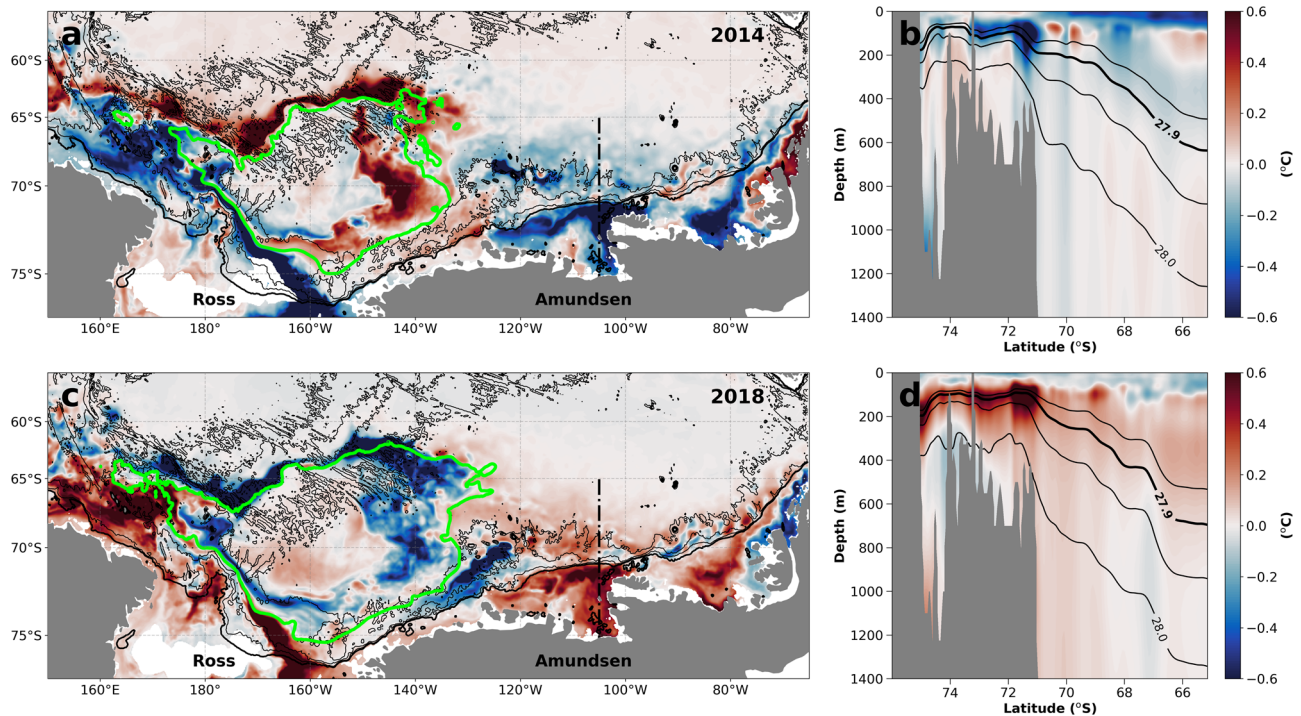 a
2014
60°S
65°S
70°S
75°S
Ross
Amundsen
160°E
180°
160°W
140°W
120°W
100°W
80°W
b
0
200
400
600
800
1000
1200
1400
Depth (m)
27.9
28.0
74
72
70
68
66
Latitude (°S)
0.6
0.4
0.2
0.0
−0.2
−0.4
−0.6
(°C)
c
2018
60°S
65°S
70°S
75°S
Ross
Amundsen
160°E
180°
160°W
140°W
120°W
100°W
80°W
d
0
200
400
600
800
1000
1200
1400
Depth (m)
27.9
28.0
74
72
70
68
66
Latitude (°S)
0.6
0.4
0.2
0.0
−0.2
−0.4
−0.6
(°C)